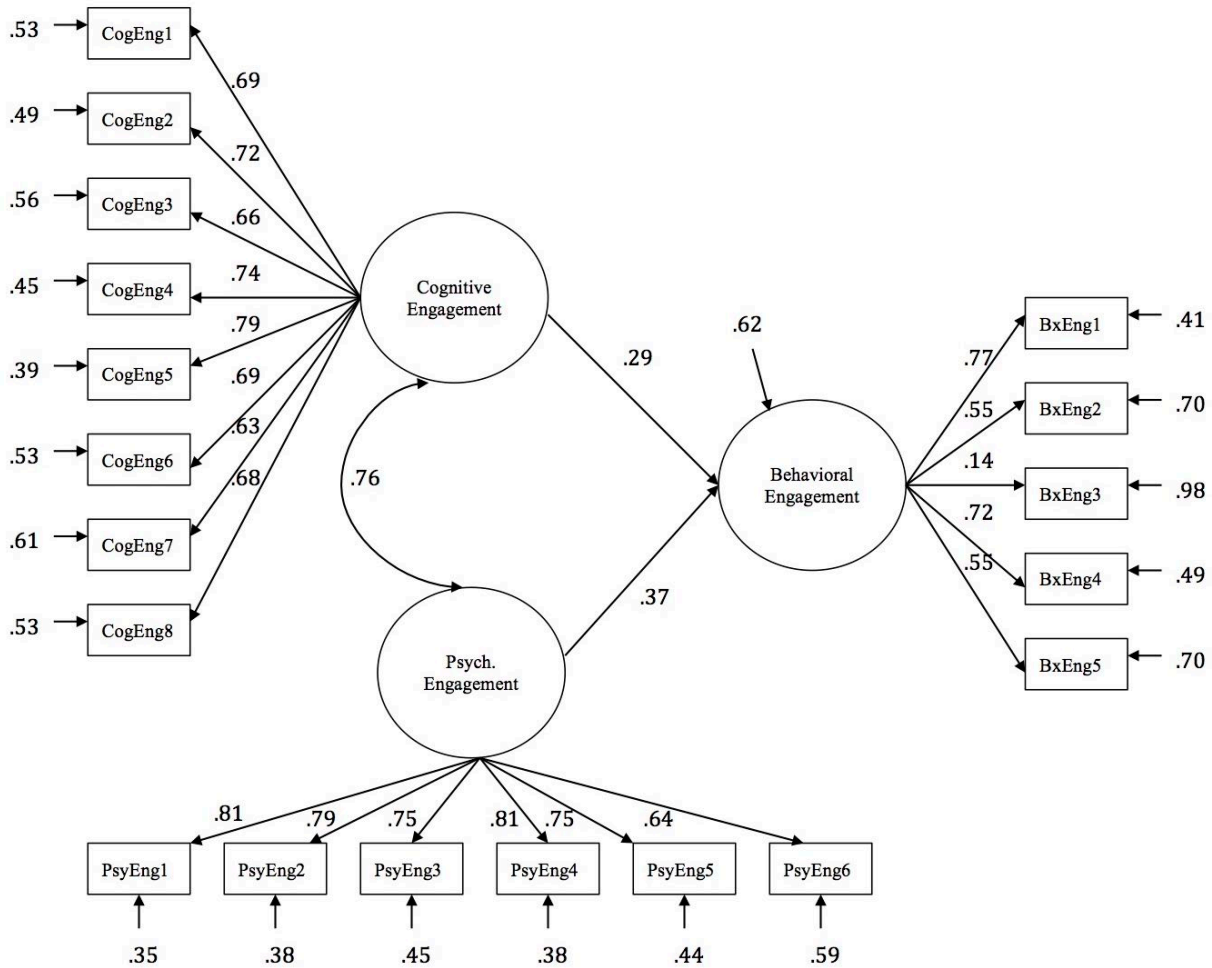 .53
CogEng1
.69
.49
CogEng2
.72
.56
CogEng3
.66
.45
CogEng4
.74
.39
CogEng5
.79
.53
CogEng6
.69
.61
CogEng7
.63
.53
CogEng8
.68
Cognitive
Engagement
.29
.62
.76
.37
Behavioral
Engagement
.77
BxEng1
.41
.55
BxEng2
.70
.14
BxEng3
.98
.72
BxEng4
.49
.55
BxEng5
.70
Psych.
Engagement
.81
.79
.75
.81
.75
.64
PsyEng1
PsyEng2
PsyEng3
PsyEng4
PsyEng5
PsyEng6
.35
.38
.45
.38
.44
.59